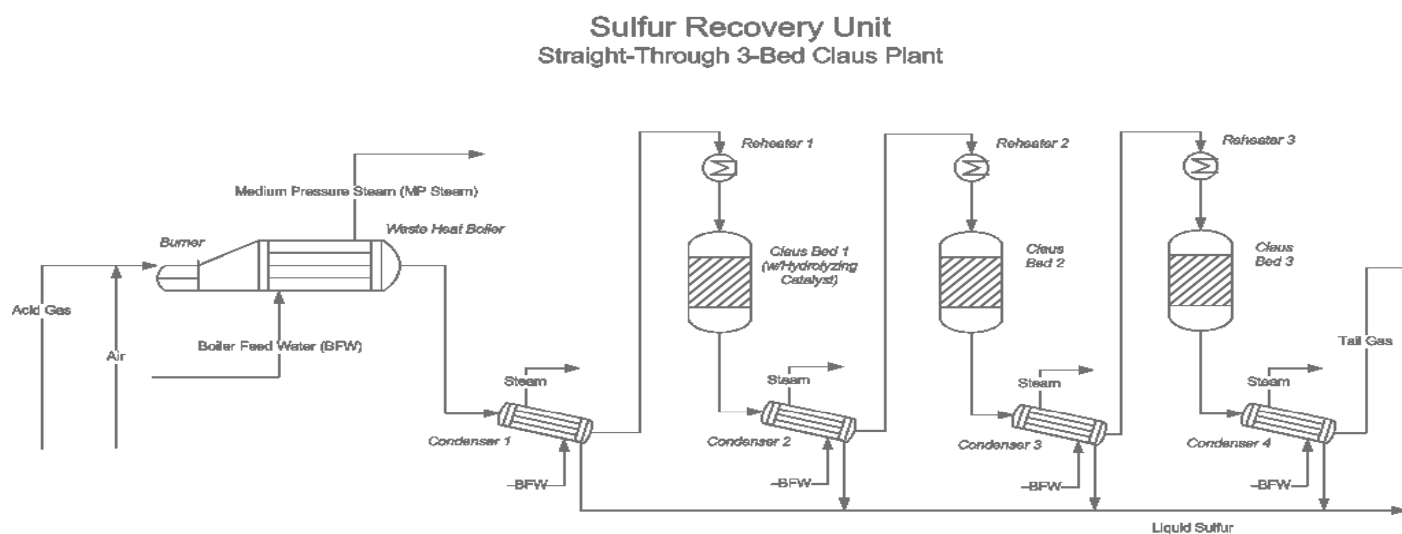 Sulfur Recovery Unit
Straight-Through 3-Bed Claus Plant
Reheater 1
Reheater 2
Reheater 3
Medium Pressure Steam (MP Steam)
Waste Heat Boiler
Burner
Claus Bed 1
(w/Hydrolyzing
Catalyst)
Claus
Bed 2
Claus
Bed 3
Acid Gas
Air
Boiler Feed Water (BFW)
Tail Gas
Steam
Steam
Steam
Steam
Condenser 1
Condenser 2
Condenser 3
Condenser 4
BFW
BFW
BFW
BFW
Liquid Sulfur